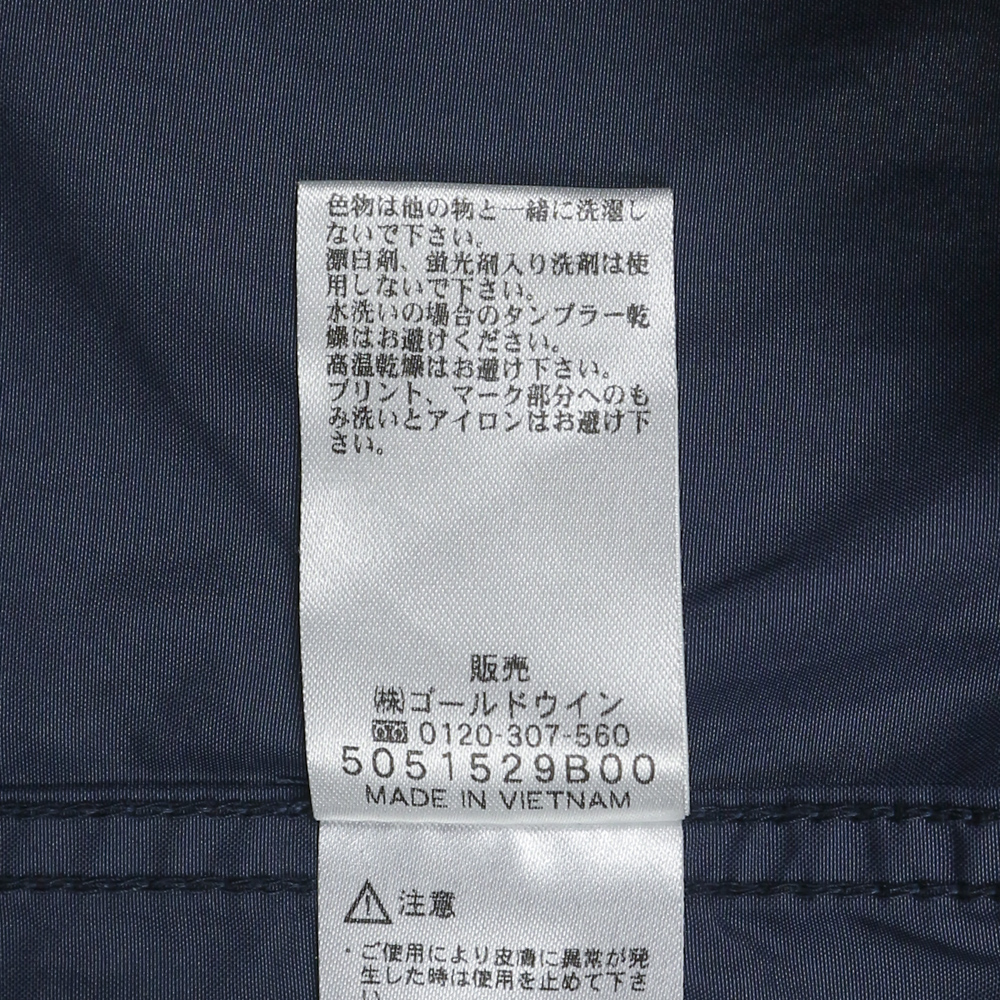 色物は他の物と一緒に洗濯し
ないで下さい。
漂白剤、蛍光剤入り洗剤は使
用しないで下さい。
水洗いの場合のタンブラー乾
燥はお避けください。
高温乾燥はお避け下さい。
プリント、マーク部分へのも
み洗いとアイロンはお避け下
さい。
販売
㈱ゴールドウイン
0120-307-560
5051529B00
MADE IN VIETNAM
注意
・ご使用により皮膚に異常が発
生した時は使用を止めて下さ
い